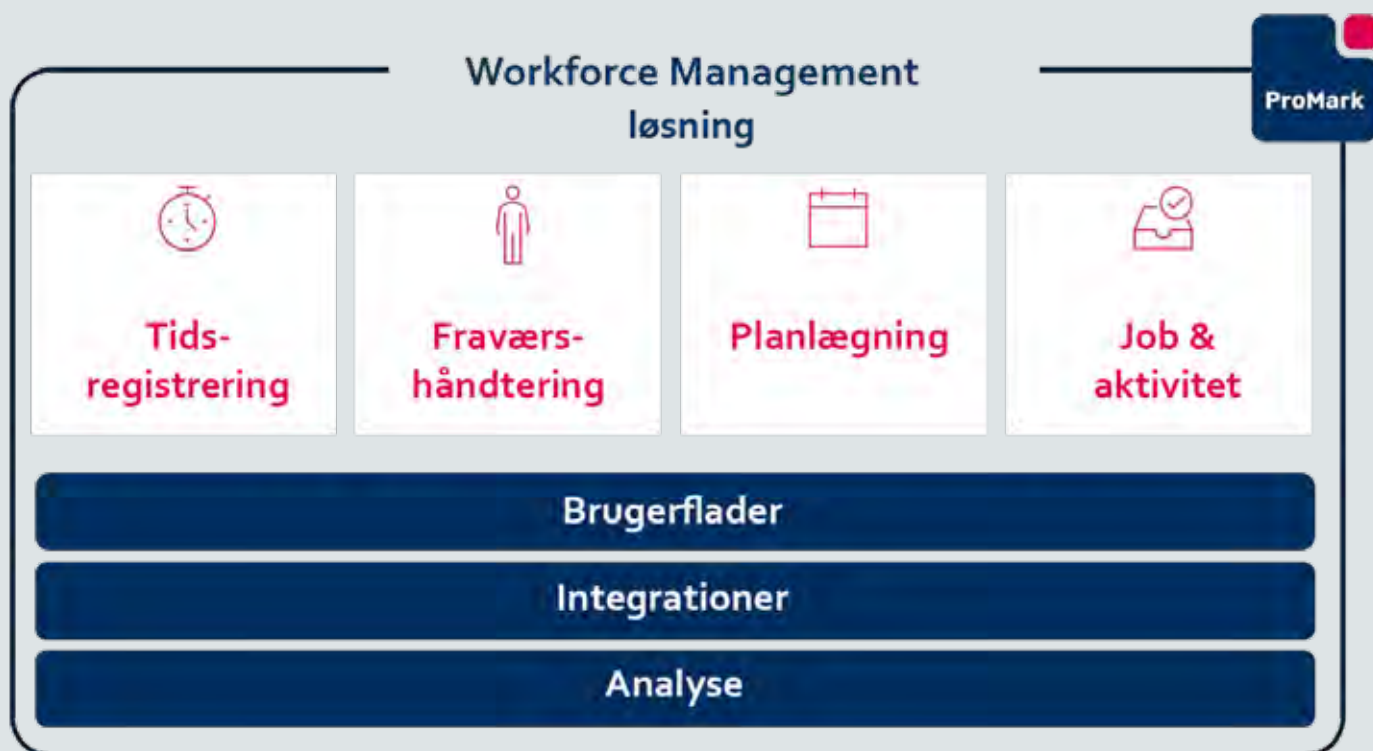 Workforce Management
løsning
ProMark
Tids-
registrering
Fraværs-
håndtering
Planlægning
Job &
aktivitet
Brugerflader
Integrationer
Analyse